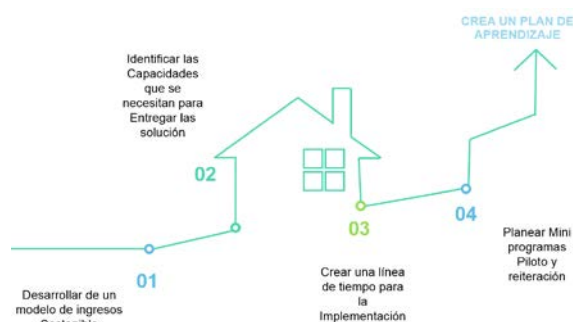 CREA UN PLAN DE
APRENDIZAJE
Identificar las
Capacidades
que se
necesitan para
Entregar las
solución
02
01
03
04
Desarrollar de un
modelo de ingresos
Crear una línea
de tiempo para
la
Implementación
Planear Mini
programas
Piloto y
reiteración